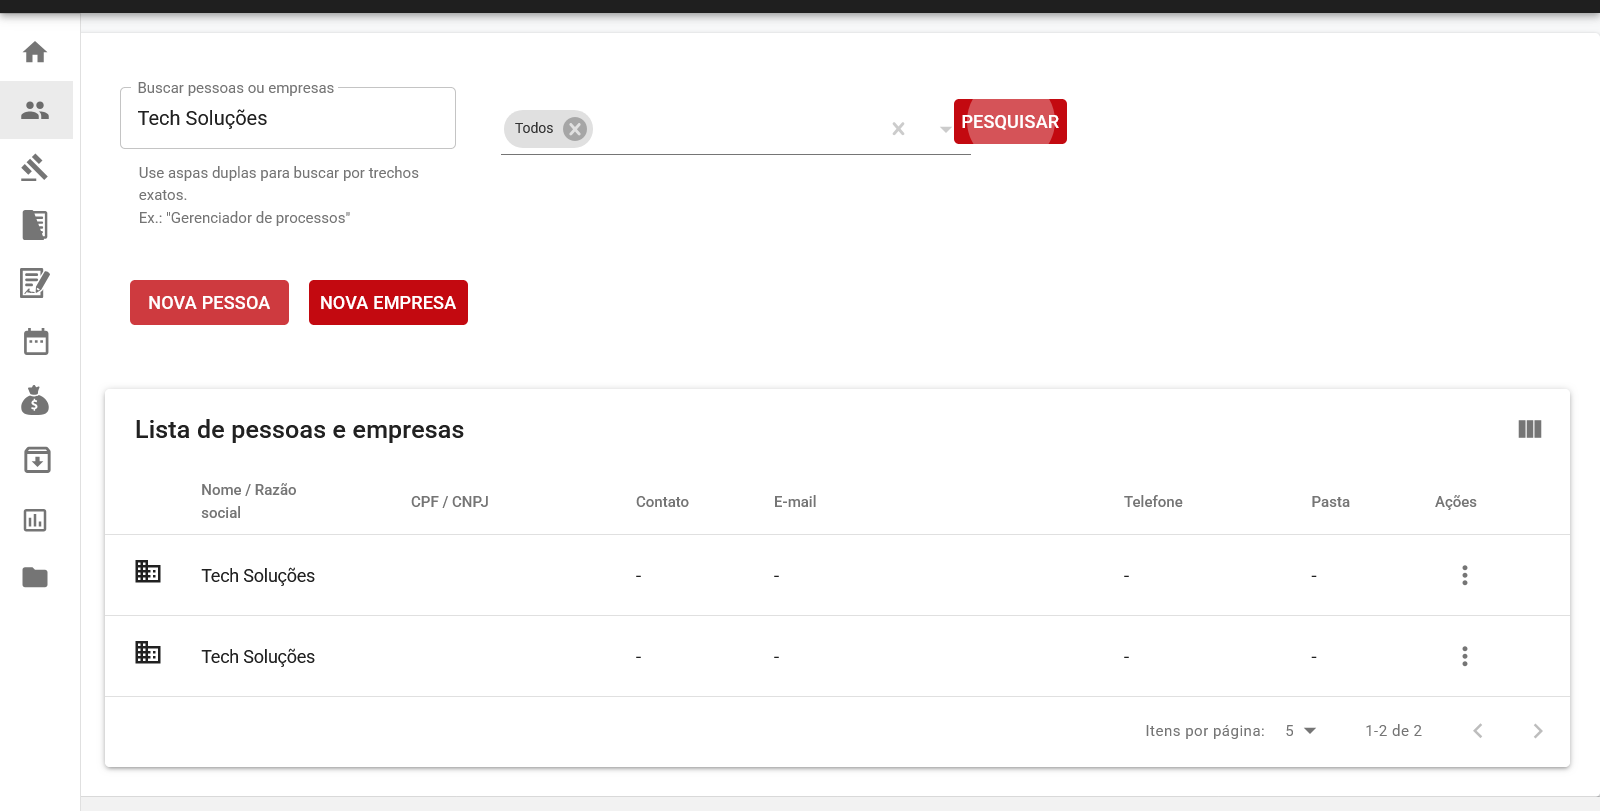 Buscar pessoas ou empresas
Tech Soluções
Todos
PESQUISAR
Use aspas duplas para buscar por trechos
exatos.
Ex.: "Gerenciador de processos"
NOVA PESSOA
NOVA EMPRESA
Lista de pessoas e empresas
Nome / Razão
social
CPF / CNPJ
Contato
E-mail
Telefone
Pasta
Ações
Tech Soluções - - - -
Tech Soluções - - - -
Itens por página: 5 1-2 de 2